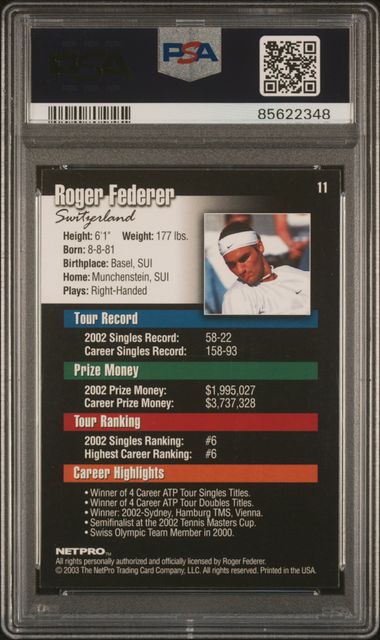 PSA
PSA
85622348
Roger Federer
11
Switzerland
Height: 6'1" Weight: 177 lbs.
Born: 8-8-81
Birthplace: Basel, SUI
Home: Munchenstein, SUI
Plays: Right-Handed
Tour Record
2002 Singles Record: 58-22
Career Singles Record: 158-93
Prize Money
2002 Prize Money: $1,995,027
Career Prize Money: $3,737,328
Tour Ranking
2002 Singles Ranking: #6
Highest Career Ranking: #6
Career Highlights
• Winner of 4 Career ATP Tour Singles Titles.
• Winner of 4 Career ATP Tour Doubles Titles.
• Winner: 2002-Sydney, Hamburg TMS, Vienna.
• Semifinalist at the 2002 Tennis Masters Cup.
• Swiss Olympic Team Member in 2000.
NETPRO™
All rights personally authorized and officially licensed by Roger Federer.
© 2003 The NetPro Trading Card Company, LLC. All rights reserved. Printed in the USA.